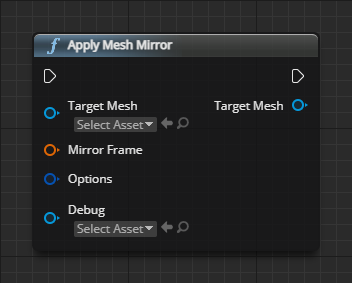 f Apply Mesh Mirror
Target Mesh Target Mesh
Select Asset
Mirror Frame
Options
Debug
Select Asset